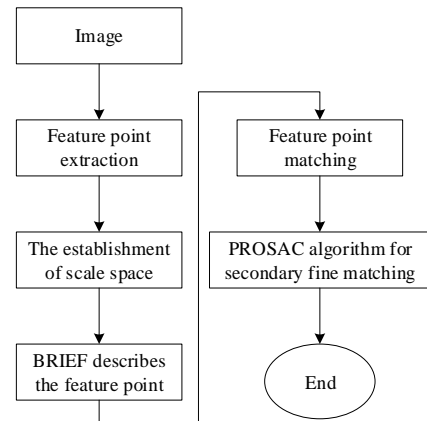 Image
Feature point
extraction
The establishment
of scale space
BRIEF describes
the feature point
Feature point
matching
PROSAC algorithm for
secondary fine matching
End